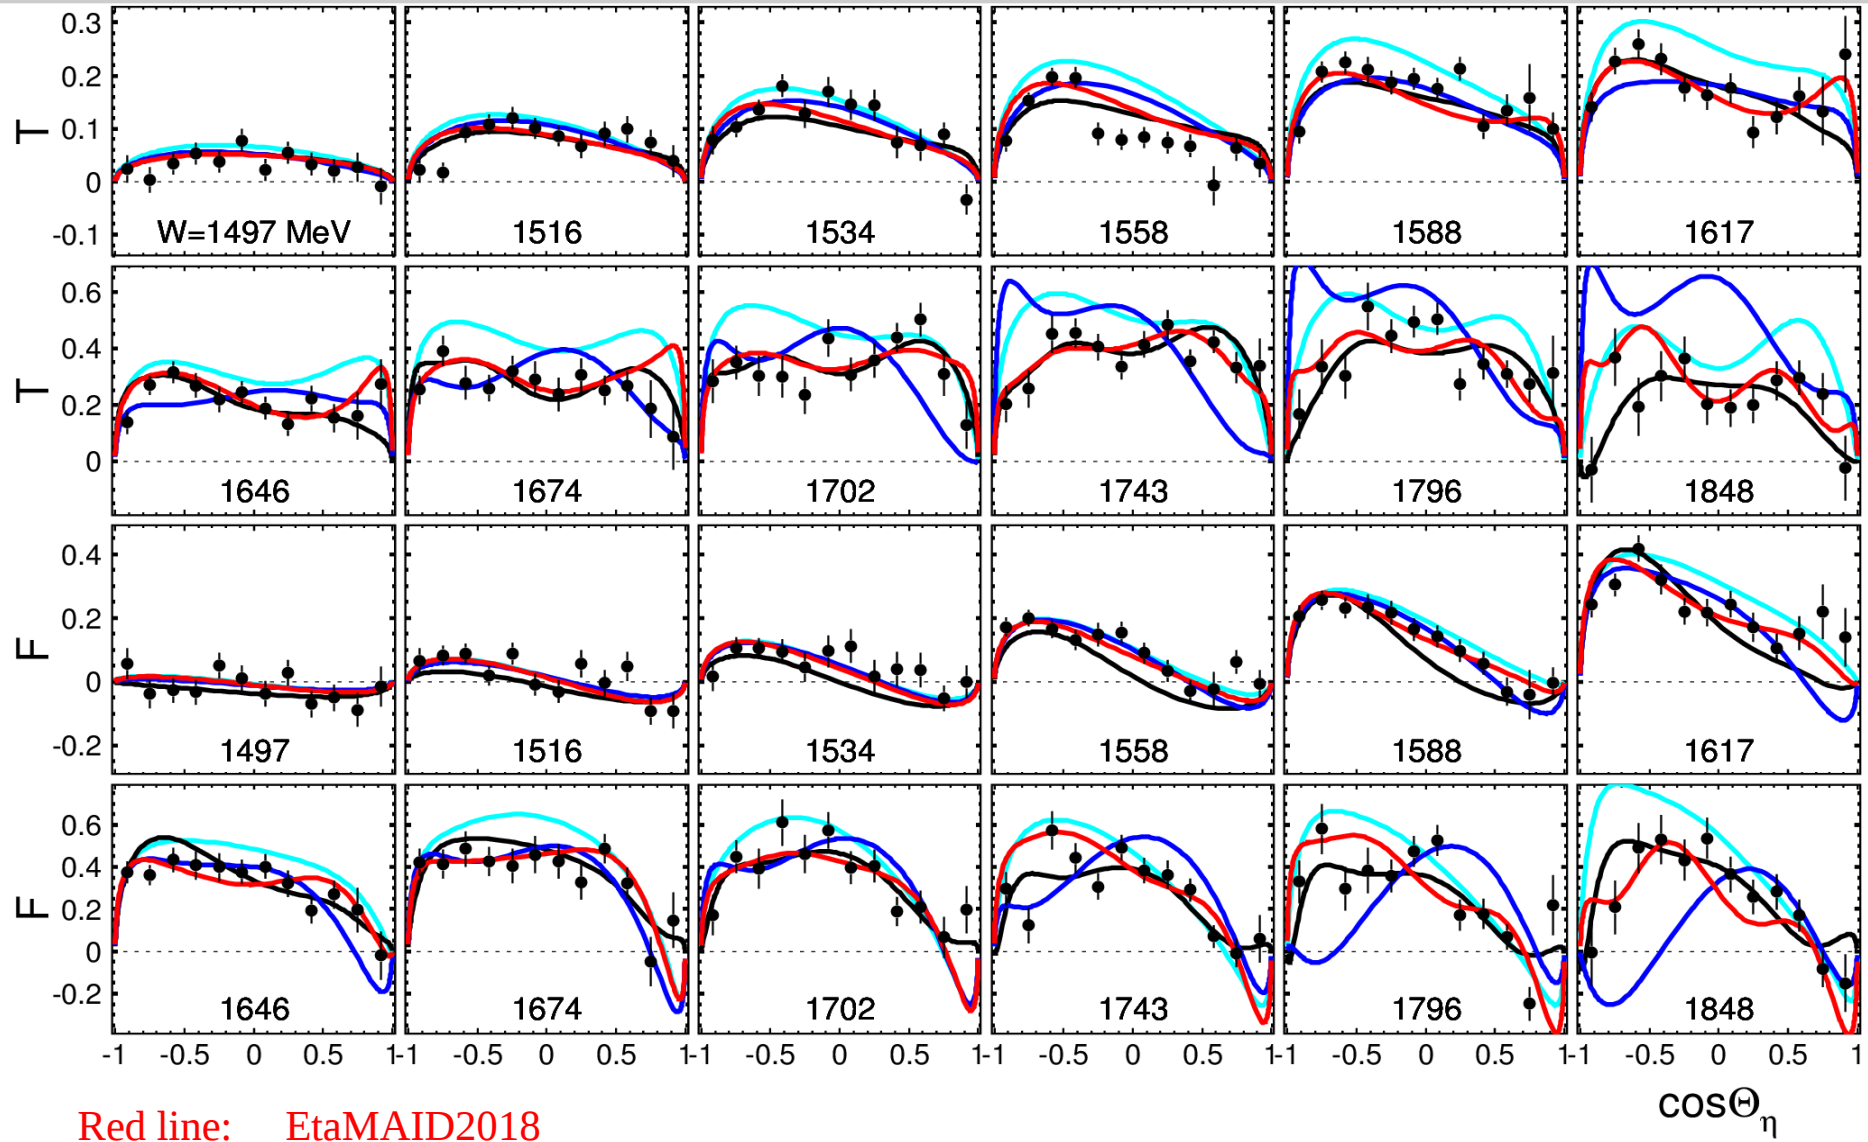 0.3
0.2
0.1
0
-0.1
T
W=1497 MeV 1516 1534 1558 1588 1617
0.6
0.4
0.2
0
T
1646 1674 1702 1743 1796 1848
0.4
0.2
0
-0.2
F
1497 1516 1534 1558 1588 1617
0.6
0.4
0.2
0
-0.2
F
1646 1674 1702 1743 1796 1848
-1 -0.5 0 0.5 1-1 -0.5 0 0.5 1-1 -0.5 0 0.5 1-1 -0.5 0 0.5 1-1 -0.5 0 0.5 1-1 -0.5 0 0.5 1
cosΘη
Red line: EtaMAID2018